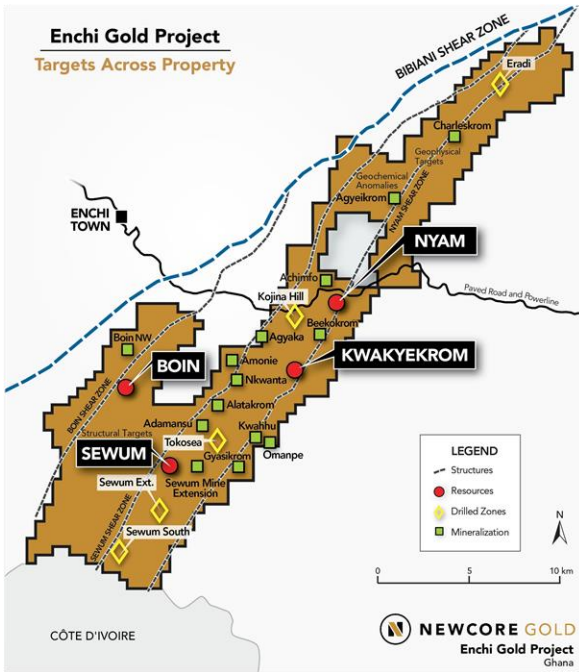 Enchi Gold Project
Targets Across Property
BIBIANI SHEAR ZONE
Eradi
Charleskrom
Geophysical
Targets
Geochemical
Anomalies
Agyeikrom
NYAM SHEAR ZONE
ENCHI
TOWN
NYAM
Achimfo
Kojina Hill
Paved Road and Powerline
Beekokrom
Agyaka
Boin NW
KWAKYEKROM
Amonie
BOIN
Nkwanta
BOIN SHEAR ZONE
Alatakrom
Adamansu
Kwahhu
Structural Targets
Tokosea
Omanpe
SEWUM
Gyasikrom
Sewum Mine
Extension
Sewum Ext.
SEWUM SHEAR ZONE
Sewum South
LEGEND
Structures
Resources
Drilled Zones
Mineralization
N
0 5 10 km
CÔTE D'IVOIRE
N NEWCORE GOLD
Enchi Gold Project
Ghana